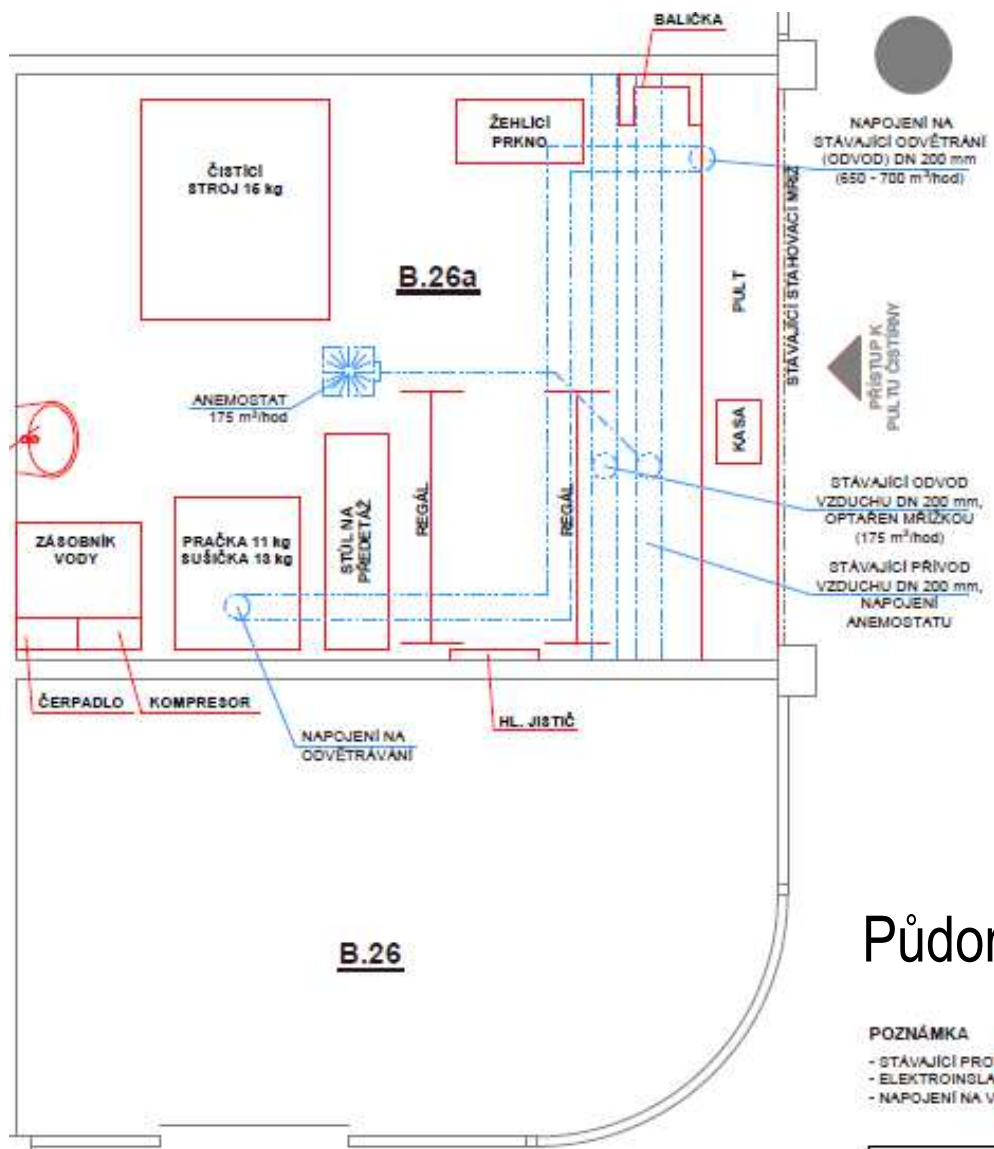 BALIČKA
NAPOJENÍ NA
STÁVAJÍCÍ ODVĚTRÁNÍ
(ODVOD) DN 200 mm
(650 - 700 m³/hod)
ČISTÍCÍ
STROJ 16 kg
ŽEHLÍCÍ
PRKNO
B.26a
PULT
STÁVAJÍCÍ STAHOVACÍ MŘÍŽ
PŘÍSTUP K
PULTU ČISTÍRNY
ANEMOSTAT
175 m³/hod
KASA
REGÁL
REGÁL
STŮL NA
PŘEDETÁŽ
STÁVAJÍCÍ ODVOD
VZDUCHU DN 200 mm,
OPTAŘEN MŘÍŽKOU
(175 m³/hod)
ZÁSOBNÍK
VODY
PRAČKA 11 kg
SUŠIČKA 13 kg
STÁVAJÍCÍ PŘÍVOD
VZDUCHU DN 200 mm,
NAPOJENÍ
ANEMOSTATU
ČERPADLO
KOMPRESOR
HL. JISTIČ
NAPOJENÍ NA
ODVĚTRÁVÁNÍ
B.26
Půdor
POZNÁMKA
- STÁVAJÍCÍ PRO
- ELEKTROINSLA
- NAPOJENÍ NA V